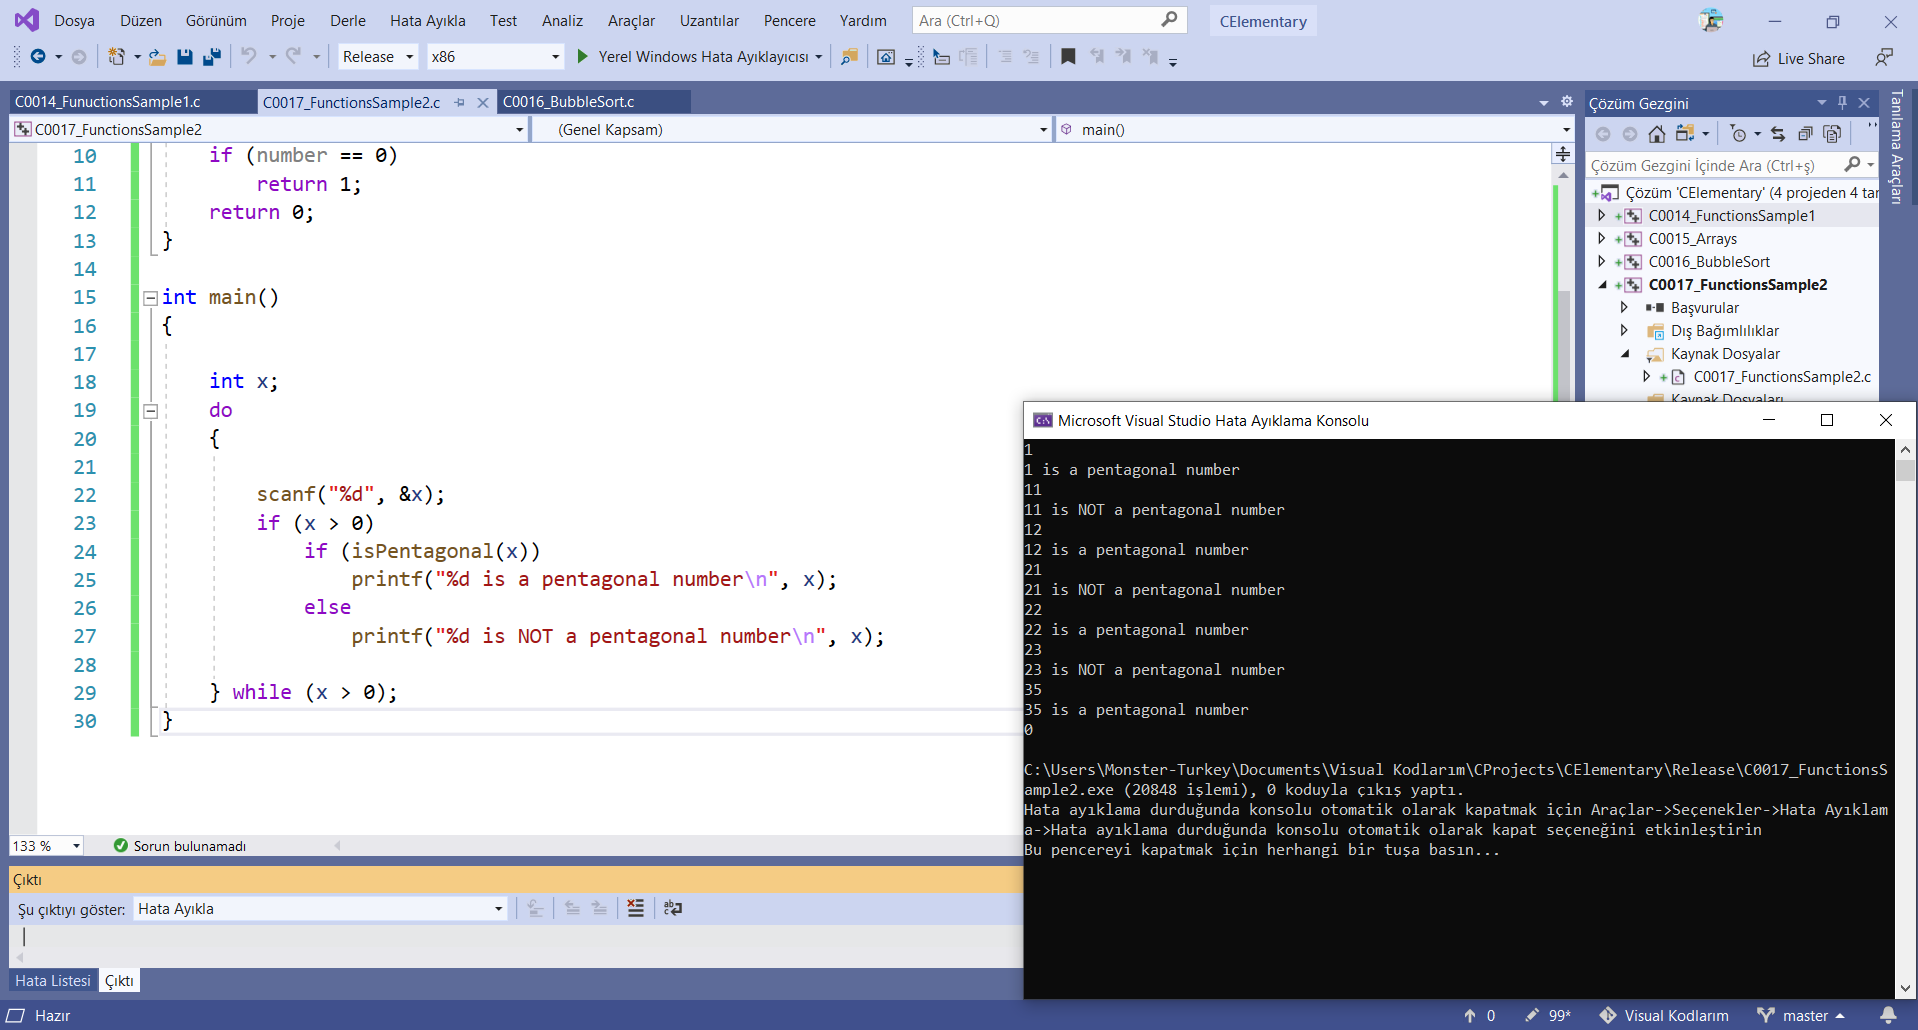 Dosya Düzen Görünüm Proje Derle Hata Ayıkla Test Analiz Araçlar Uzantılar Pencere Yardım Ara (Ctrl+Q) CElementary
Release x86 Yerel Windows Hata Ayıklayıcısı Live Share
C0014_FunuctionsSample1.c C0017_FunctionsSample2.c C0016_BubbleSort.c
C0017_FunctionsSample2 (Genel Kapsam) main()
10 if (number == 0)
11 return 1;
12 return 0;
13 }
14
15 int main()
16 {
17
18 int x;
19 do
20 {
21
22 scanf("%d", &x);
23 if (x > 0)
24 if (isPentagonal(x))
25 printf("%d is a pentagonal number\n", x);
26 else
27 printf("%d is NOT a pentagonal number\n", x);
28
29 } while (x > 0);
30 }
133 % Sorun bulunamadı
Çıktı
Şu çıktıyı göster: Hata Ayıkla
Hata Listesi Çıktı
Hazır
Çözüm Gezgini
Çözüm Gezgini İçinde Ara (Ctrl+ş)
Çözüm 'CElementary' (4 projeden 4 tar
C0014_FunctionsSample1
C0015_Arrays
C0016_BubbleSort
C0017_FunctionsSample2
Başvurular
Dış Bağımlılıklar
Kaynak Dosyalar
C0017_FunctionsSample2.c
Kaynak Dosyaları
Tanılama Araçları
Microsoft Visual Studio Hata Ayıklama Konsolu
1
1 is a pentagonal number
11
11 is NOT a pentagonal number
12
12 is a pentagonal number
21
21 is NOT a pentagonal number
22
22 is a pentagonal number
23
23 is NOT a pentagonal number
35
35 is a pentagonal number
0
C:\Users\Monster-Turkey\Documents\Visual Kodlarım\CProjects\CElementary\Release\C0017_FunctionsS
ample2.exe (20848 işlemi), 0 koduyla çıkış yaptı.
Hata ayıklama durduğunda konsolu otomatik olarak kapatmak için Araçlar->Seçenekler->Hata Ayıklam
a->Hata ayıklama durduğunda konsolu otomatik olarak kapat seçeneğini etkinleştirin
Bu pencereyi kapatmak için herhangi bir tuşa basın...
0 99* Visual Kodlarım master